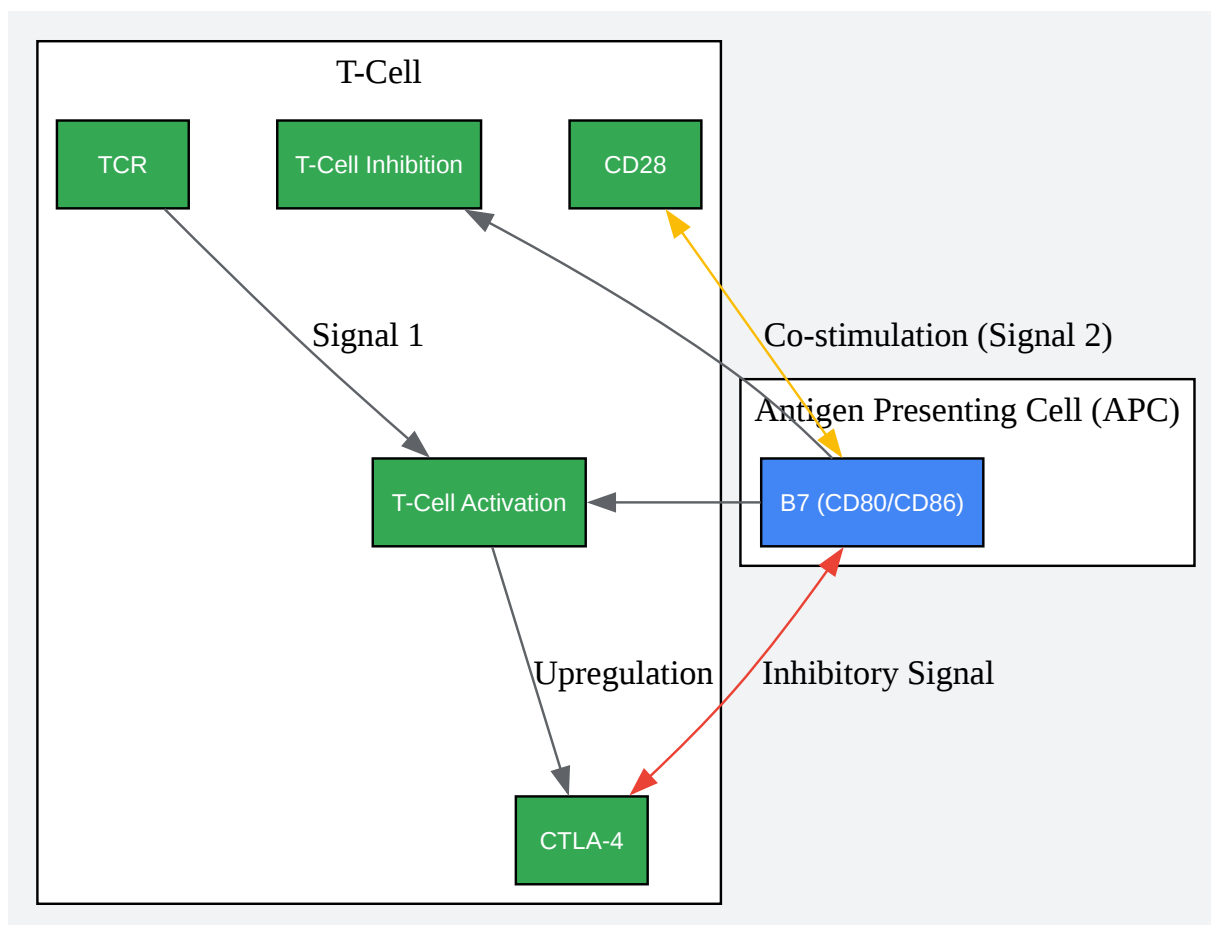 T-Cell
TCR
T-Cell Inhibition
CD28
Signal 1
Co-stimulation (Signal 2)
Antigen Presenting Cell (APC)
T-Cell Activation
B7 (CD80/CD86)
Upregulation
Inhibitory Signal
CTLA-4